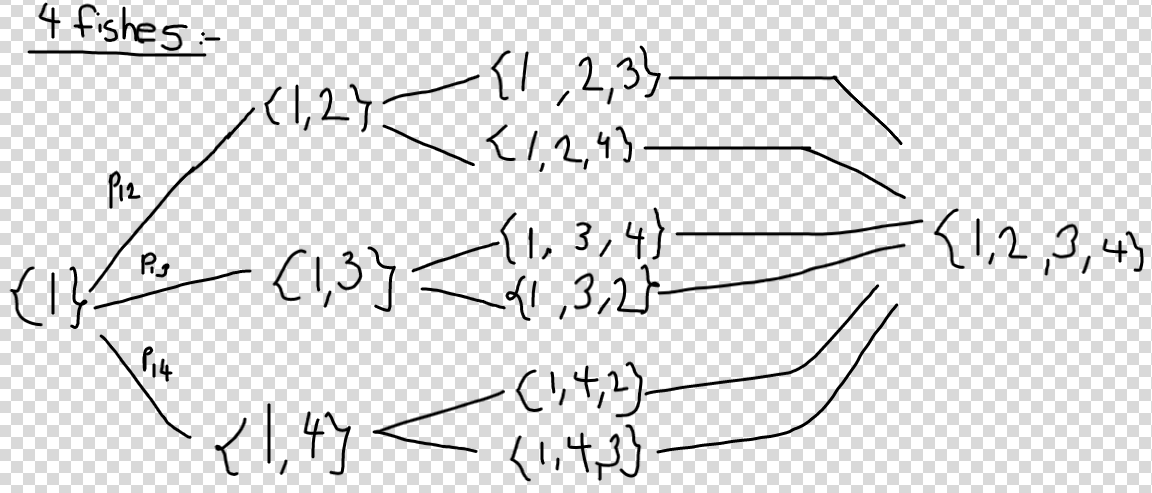 4 fishes :-
{1,2,3}
{1,2}
{1,2,4}
P12
{1,3,4}
{1,2,3,4}
P13
{1,3}
{1}
{1,3,2}
P14
{1,4,2}
{1,4}
{1,4,3}